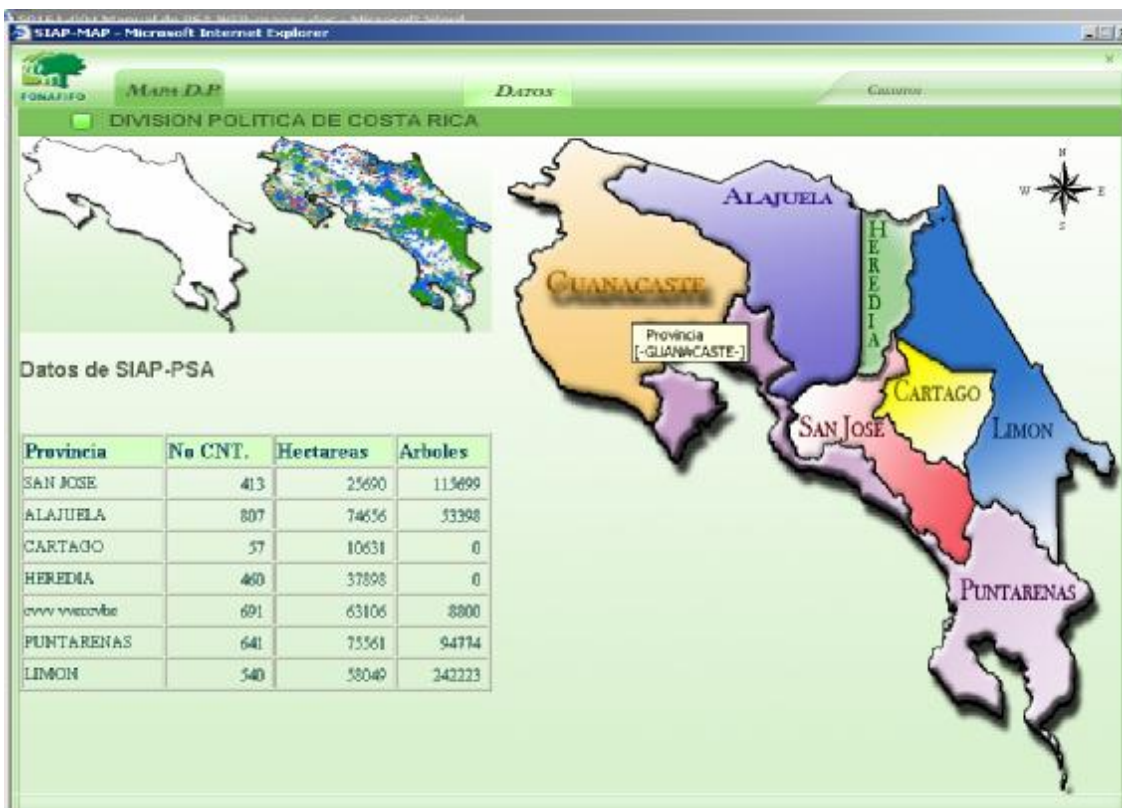 SIAP-MAP - Microsoft Internet Explorer
FONAFIFO
MAPA D.P
DATOS
DIVISION POLITICA DE COSTA RICA
N
W E
S
ALAJUELA
HEREDIA
GUANACASTE
Provincia
[-GUANACASTE-]
CARTAGO
SAN JOSE
LIMON
PUNTARENAS
Datos de SIAP-PSA
Provincia No CNT. Hectareas Arboles
SAN JOSE 413 25690 115699
ALAJUELA 807 74656 53398
CARTAGO 57 10631 0
HEREDIA 460 37898 0
691 63106 8800
PUNTARENAS 641 75561 94774
LIMON 540 58049 242223